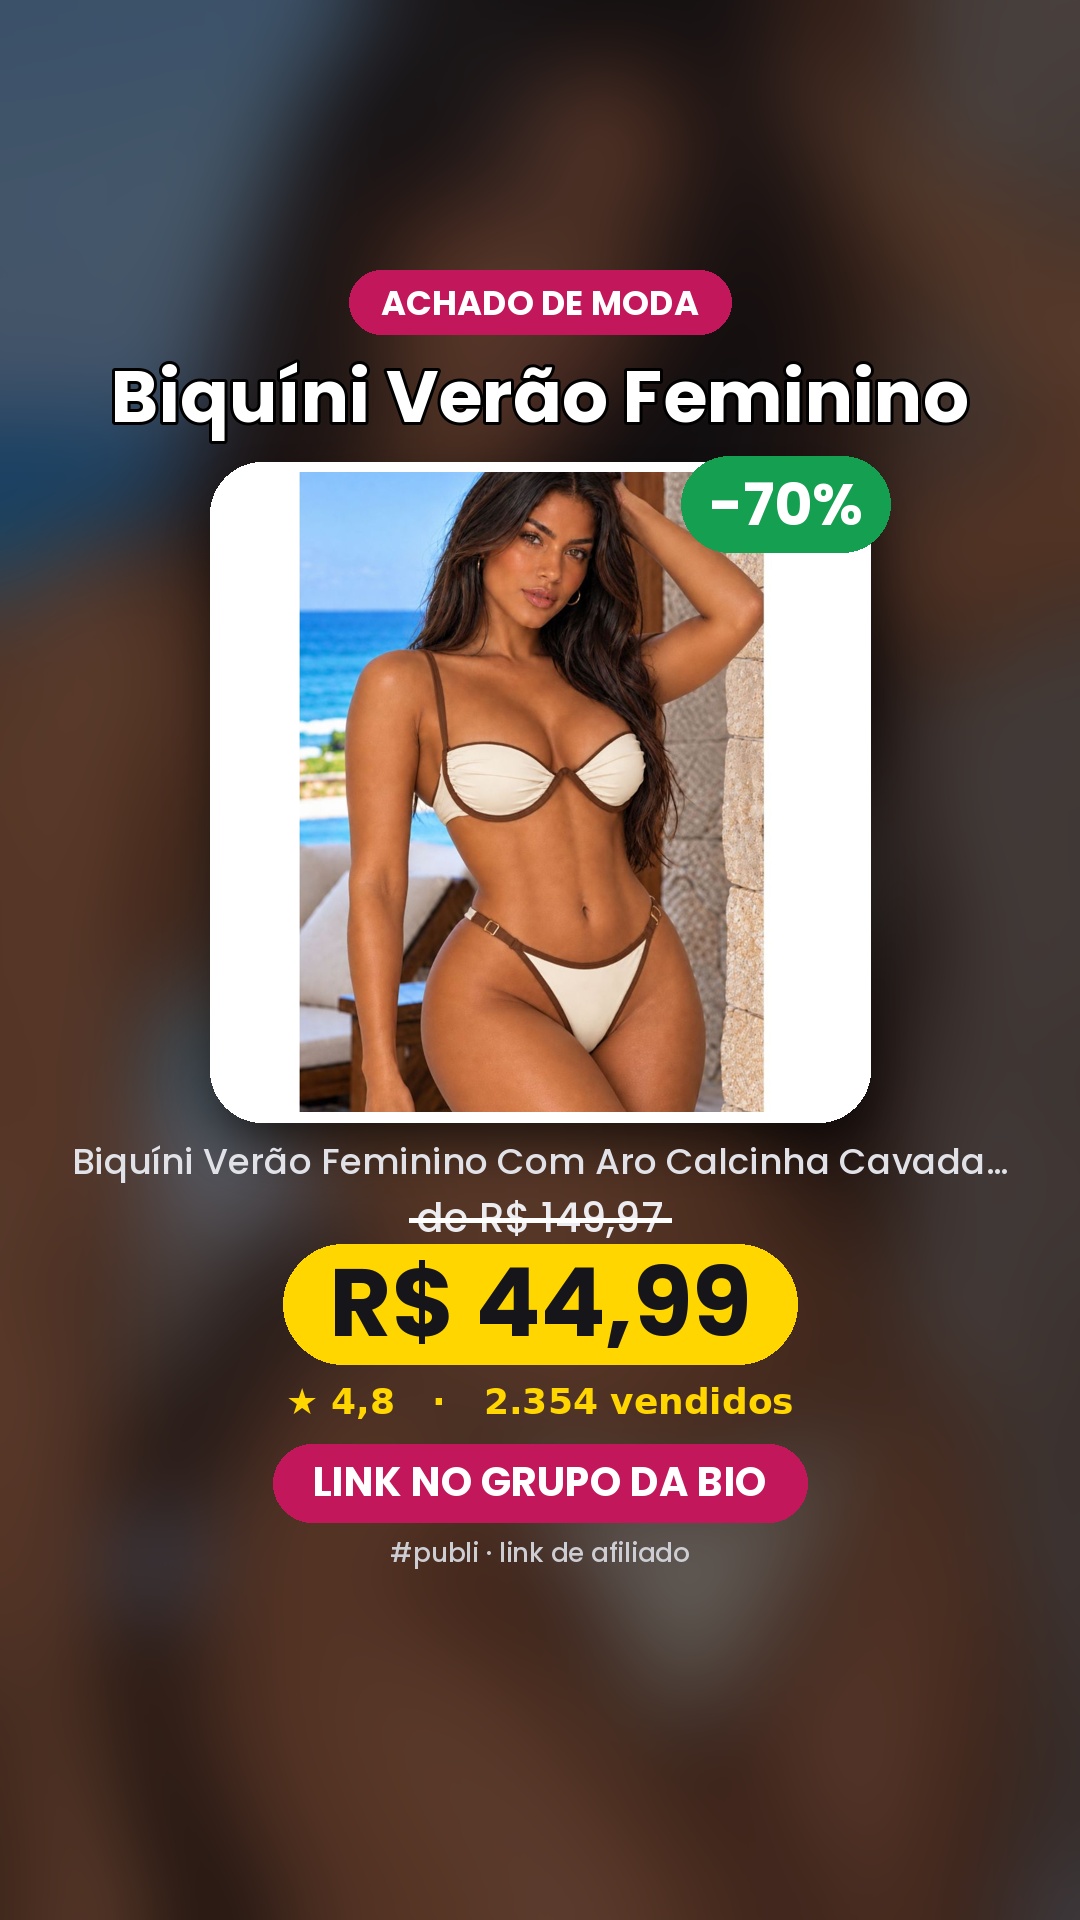 ACHADO DE MODA
Biquíni Verão Feminino
-70%
Biquíni Verão Feminino Com Aro Calcinha Cavada...
de R$ 149,97
R$ 44,99
★ 4,8 · 2.354 vendidos
LINK NO GRUPO DA BIO
#publi · link de afiliado